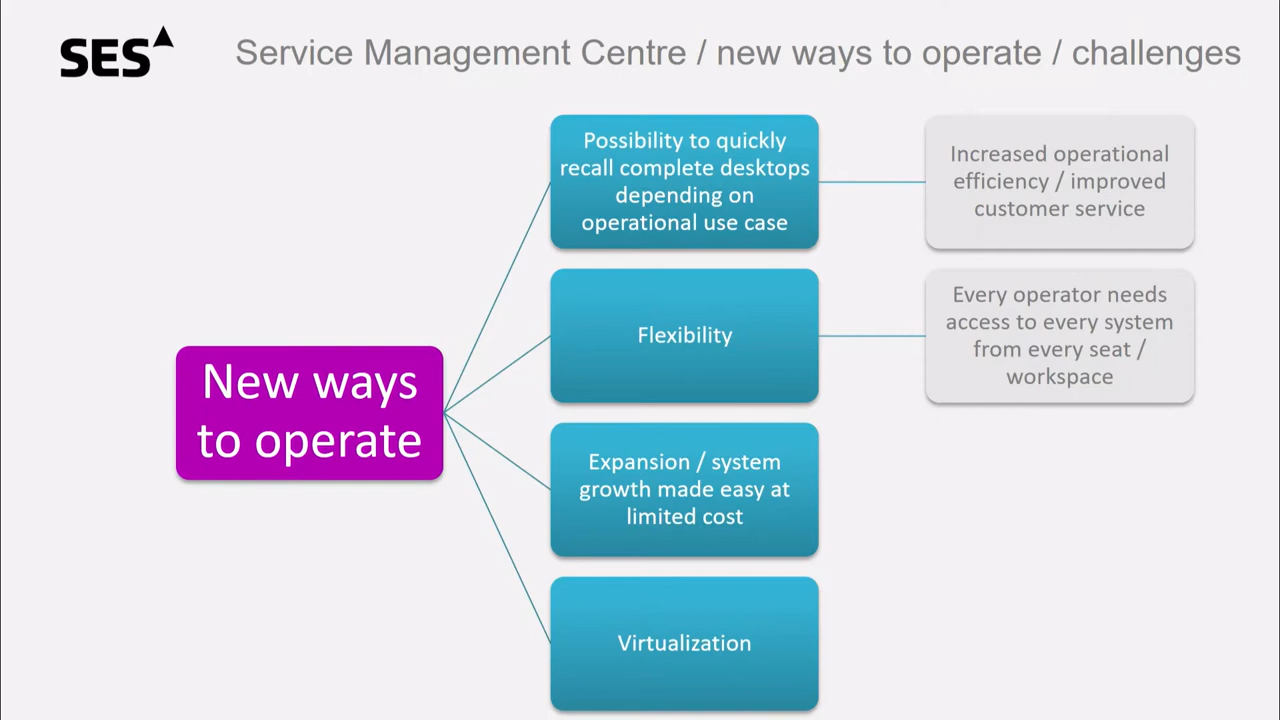 SES
Service Management Centre / new ways to operate / challenges
Possibility to quickly
recall complete desktops
depending on
operational use case
Increased operational
efficiency / improved
customer service
Flexibility
Every operator needs
access to every system
from every seat /
workspace
New ways
to operate
Expansion / system
growth made easy at
limited cost
Virtualization